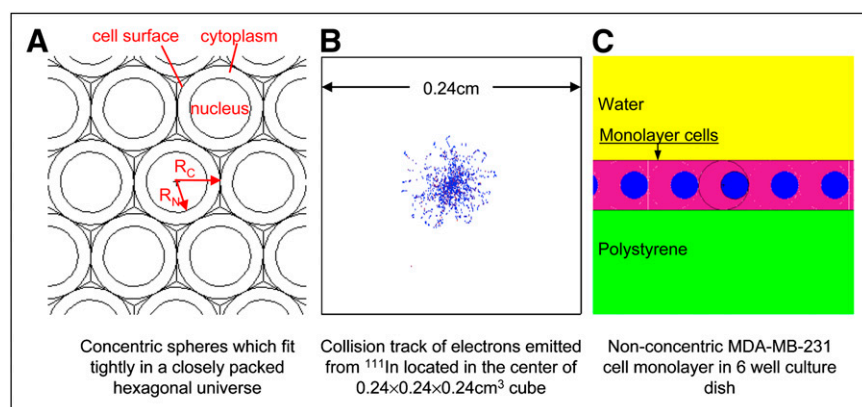 A
cell surface
cytoplasm
nucleus
R_C
R_N
Concentric spheres which fit
tightly in a closely packed
hexagonal universe
B
0.24cm
Collision track of electrons emitted
from ¹¹¹In located in the center of
0.24×0.24×0.24cm³ cube
C
Water
Monolayer cells
Polystyrene
Non-concentric MDA-MB-231
cell monolayer in 6 well culture
dish